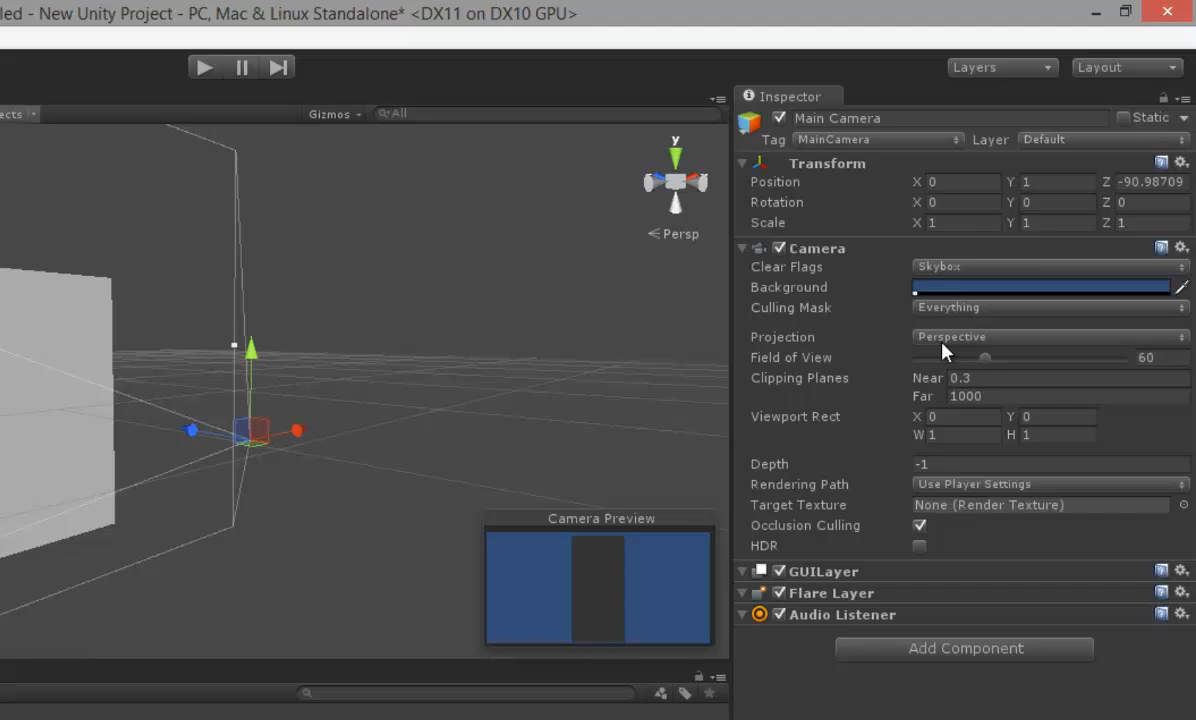 led - New Unity Project - PC, Mac & Linux Standalone* <DX11 on DX10 GPU>
Layers Layout
Inspector
ects Gizmos All
Main Camera Static
Tag MainCamera Layer Default
Transform
Position X 0 Y 1 Z -90.98709
Rotation X 0 Y 0 Z 0
Scale X 1 Y 1 Z 1
y
Persp
Camera
Clear Flags Skybox
Background
Culling Mask Everything
Projection Perspective
Field of View 60
Clipping Planes Near 0.3
Far 1000
Viewport Rect X 0 Y 0
W 1 H 1
Depth -1
Rendering Path Use Player Settings
Target Texture None (Render Texture)
Occlusion Culling
HDR
Camera Preview
GUILayer
Flare Layer
Audio Listener
Add Component